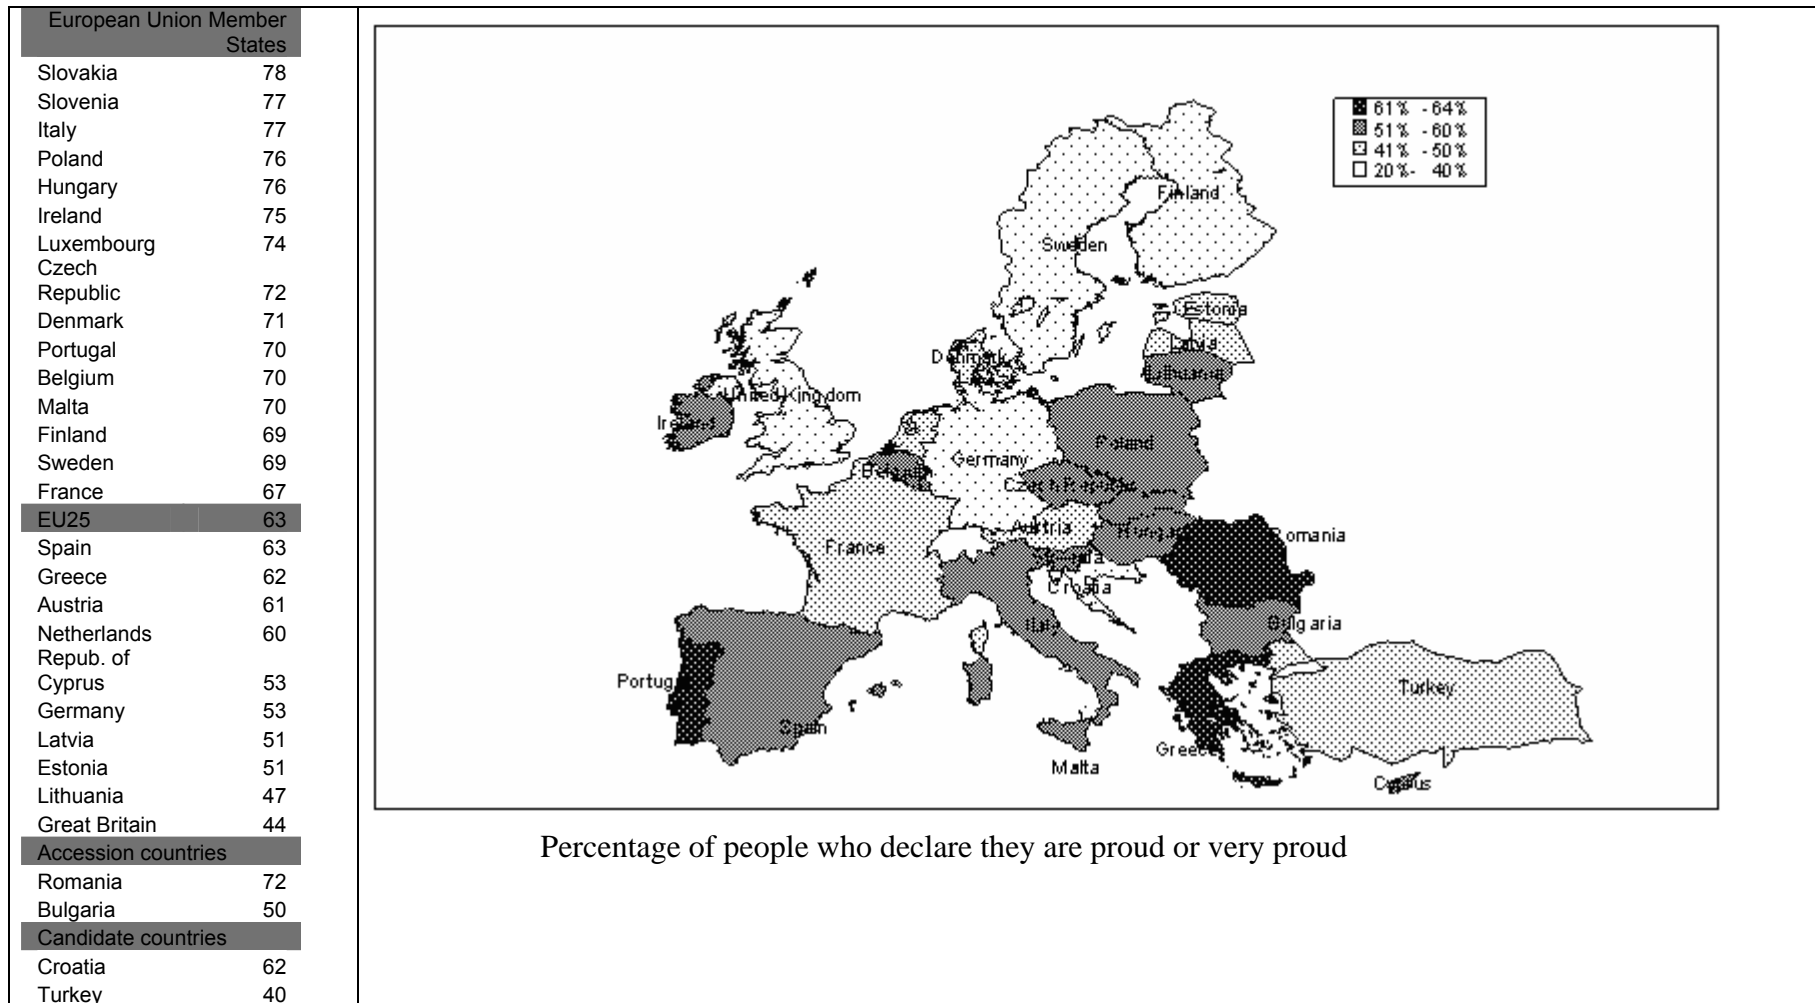 European Union Member
States
Slovakia 78
Slovenia 77
Italy 77
Poland 76
Hungary 76
Ireland 75
Luxembourg 74
Czech
Republic 72
Denmark 71
Portugal 70
Belgium 70
Malta 70
Finland 69
Sweden 69
France 67
EU25 63
Spain 63
Greece 62
Austria 61
Netherlands 60
Repub. of
Cyprus 53
Germany 53
Latvia 51
Estonia 51
Lithuania 47
Great Britain 44
Accession countries
Romania 72
Bulgaria 50
Candidate countries
Croatia 62
Turkey 40
61% - 64%
51% - 60%
41% - 50%
20%- 40%
Finland
Sweden
Estonia
Latvia
Lithuania
Denmark
United Kingdom
Ireland
Poland
Germany
Czech Republic
Austria
Hungary
Romania
France
Slovenia
Croatia
Italy
Bulgaria
Portug
Spain
Turkey
Greece
Malta
Cyprus
Percentage of people who declare they are proud or very proud